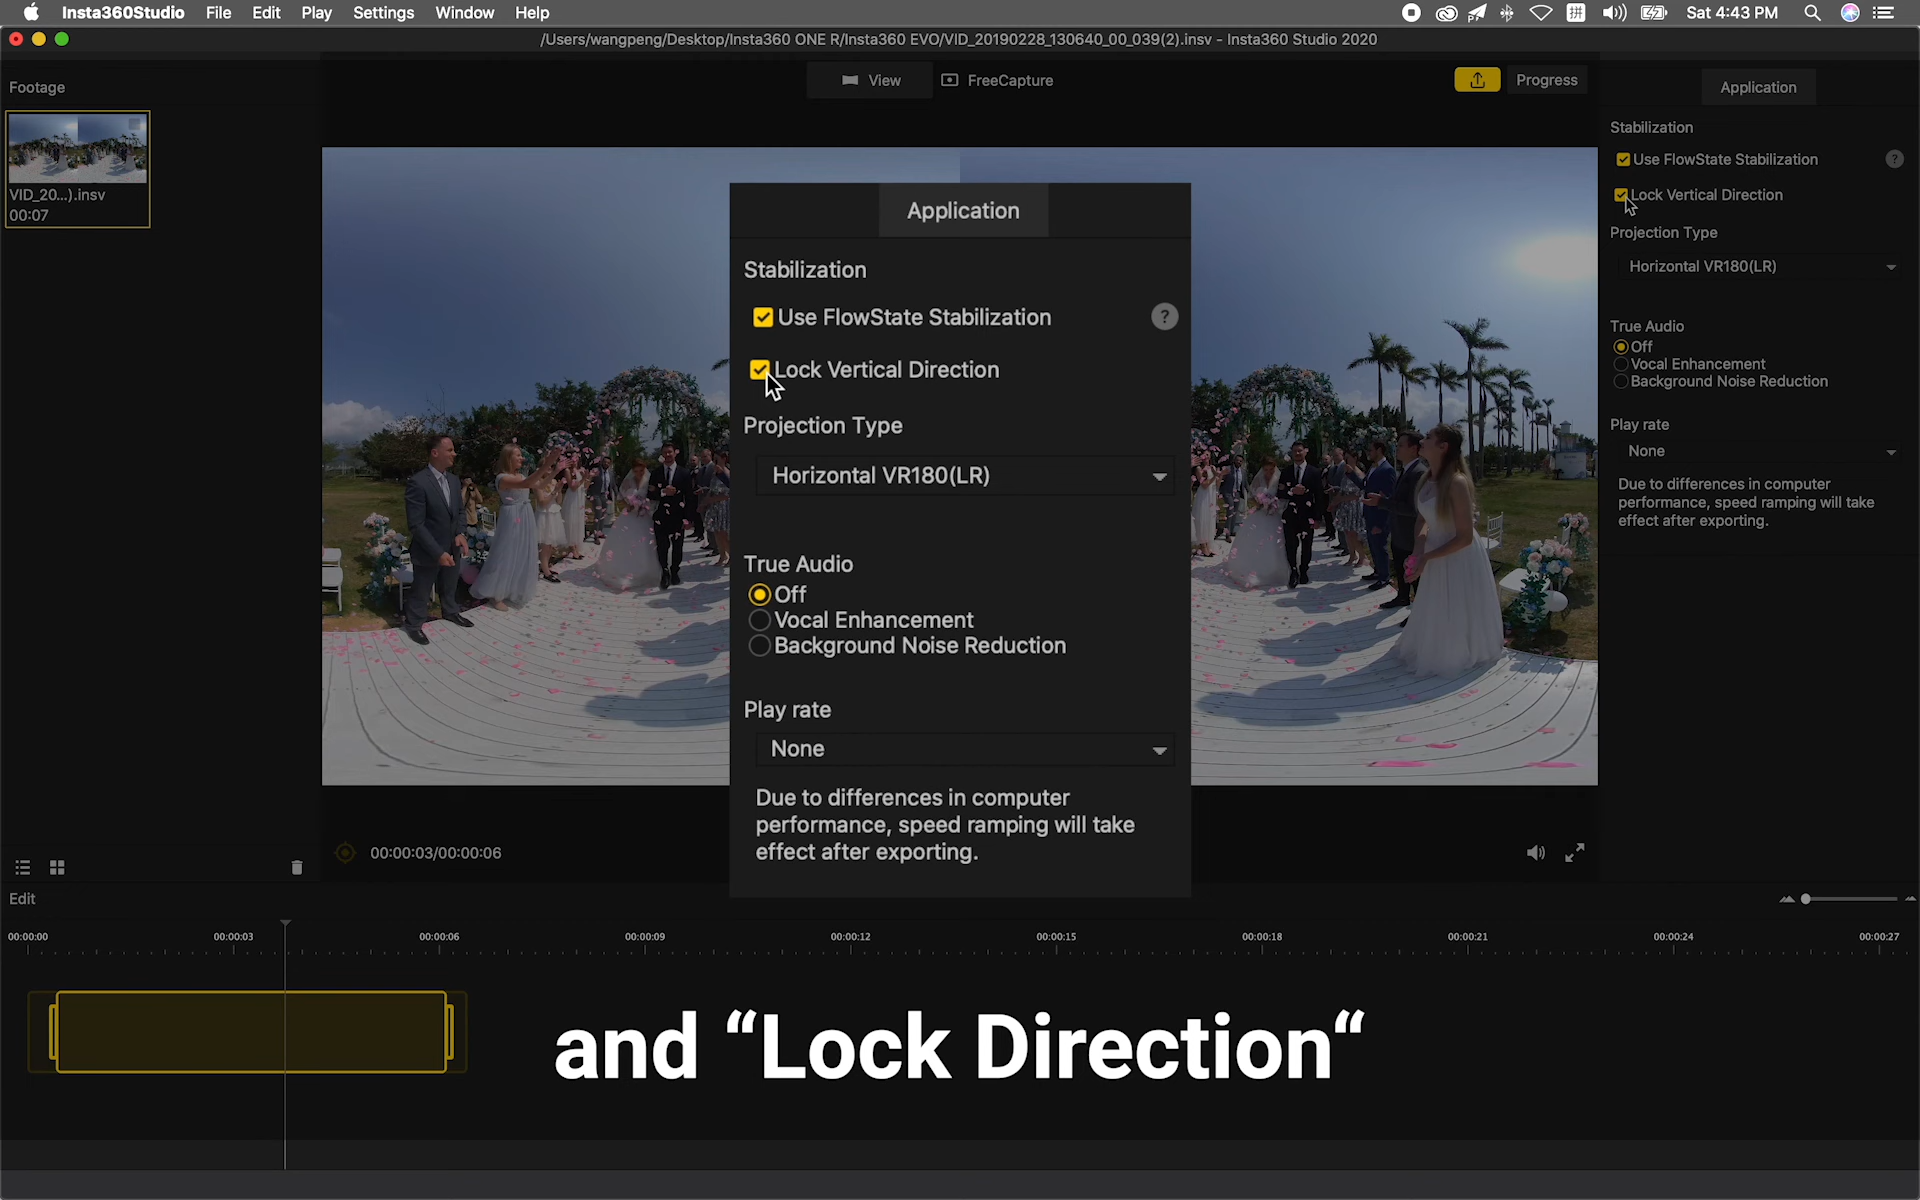 Insta360Studio File Edit Play Settings Window Help
拼 Sat 4:43 PM
/Users/wangpeng/Desktop/Insta360 ONE R/Insta360 EVO/VID_20190228_130640_00_039(2).insv - Insta360 Studio 2020
Footage
VID_20...).insv
00:07
View FreeCapture
Progress
Application
Stabilization
Use FlowState Stabilization ?
Lock Vertical Direction
Projection Type
Horizontal VR180(LR)
True Audio
Off
Vocal Enhancement
Background Noise Reduction
Play rate
None
Due to differences in computer
performance, speed ramping will take
effect after exporting.
Application
Stabilization
Use FlowState Stabilization ?
Lock Vertical Direction
Projection Type
Horizontal VR180(LR)
True Audio
Off
Vocal Enhancement
Background Noise Reduction
Play rate
None
Due to differences in computer
performance, speed ramping will take
effect after exporting.
00:00:03/00:00:06
Edit
00:00:00 00:00:03 00:00:06 00:00:09 00:00:12 00:00:15 00:00:18 00:00:21 00:00:24 00:00:27
and “Lock Direction“